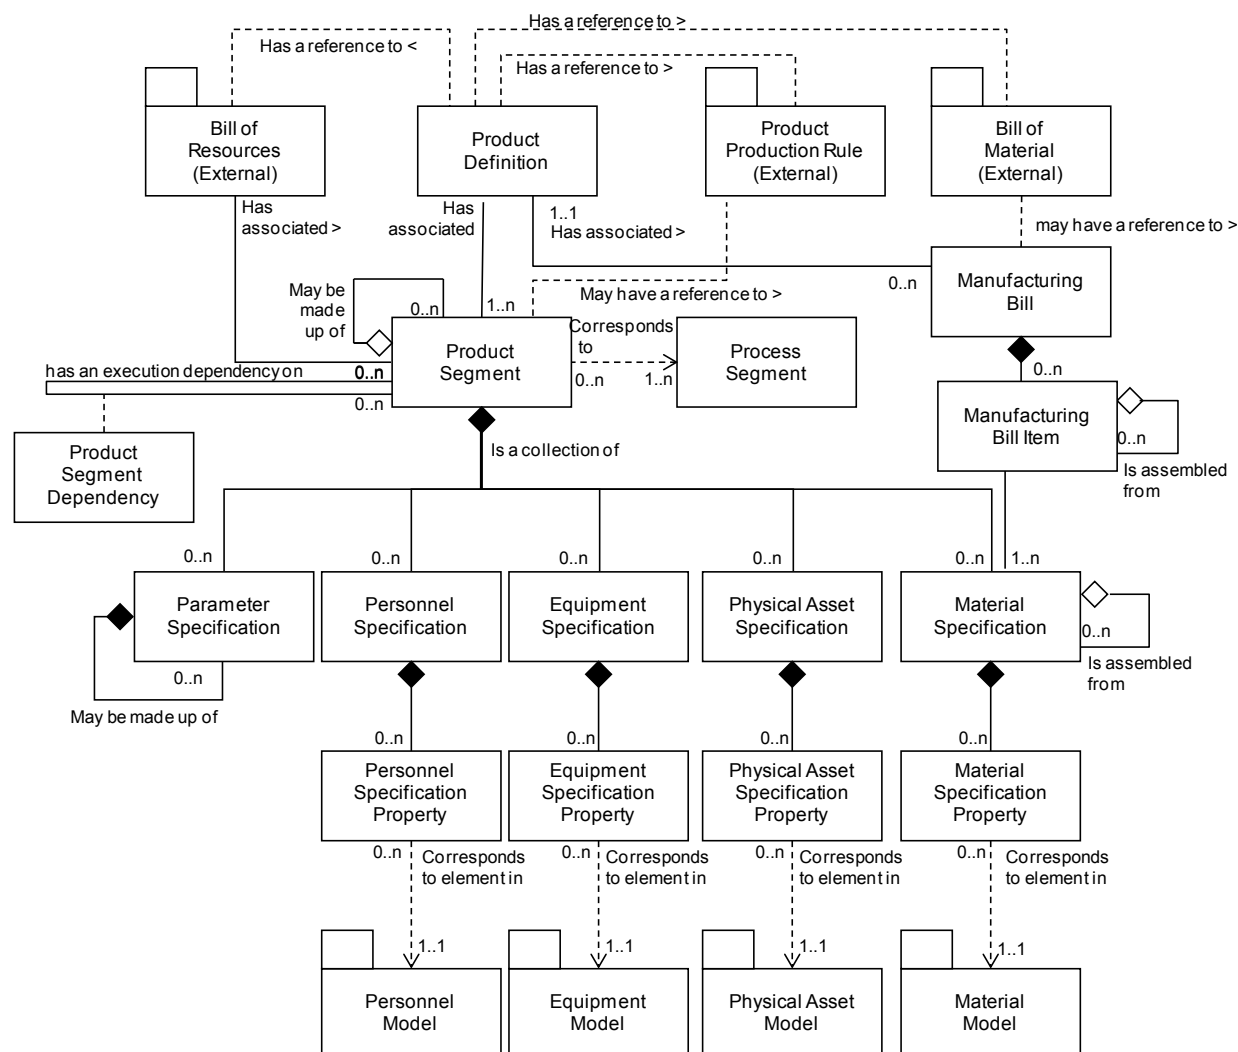 Has a reference to >
Has a reference to <
Has a reference to >
Bill of
Resources
(External)
Product
Definition
Product
Production Rule
(External)
Bill of
Material
(External)
Has
associated >
Has
associated
1..1
Has associated >
may have a reference to >
0..n
Manufacturing
Bill
May be
made
up of
0..n
1..n
May have a reference to >
Corresponds
to
Product
Segment
0..n
1..n
Process
Segment
0..n
has an execution dependency on
0..n
0..n
Manufacturing
Bill Item
0..n
Is assembled
from
Product
Segment
Dependency
Is a collection of
0..n
0..n
0..n
0..n
0..n
1..n
Parameter
Specification
Personnel
Specification
Equipment
Specification
Physical Asset
Specification
Material
Specification
0..n
Is assembled
from
0..n
May be made up of
0..n
0..n
0..n
0..n
Personnel
Specification
Property
Equipment
Specification
Property
Physical Asset
Specification
Property
Material
Specification
Property
0..n
Corresponds
to element in
0..n
Corresponds
to element in
0..n
Corresponds
to element in
0..n
Corresponds
to element in
1..1
1..1
1..1
1..1
Personnel
Model
Equipment
Model
Physical Asset
Model
Material
Model